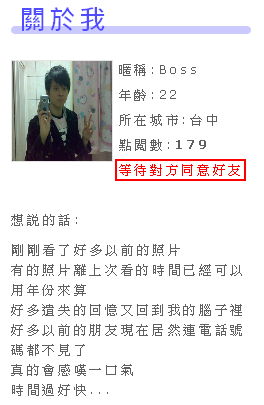 關於我
暱稱:Boss
年齡:22
所在城市:台中
點閱數:179
等待對方同意好友
想說的話:
剛剛看了好多以前的照片
有的照片離上次看的時間已經可以
用年份來算
好多遺失的回憶又回到我的腦子裡
好多以前的朋友現在居然連電話號
碼都不見了
真的會感嘆一口氣
時間過好快...